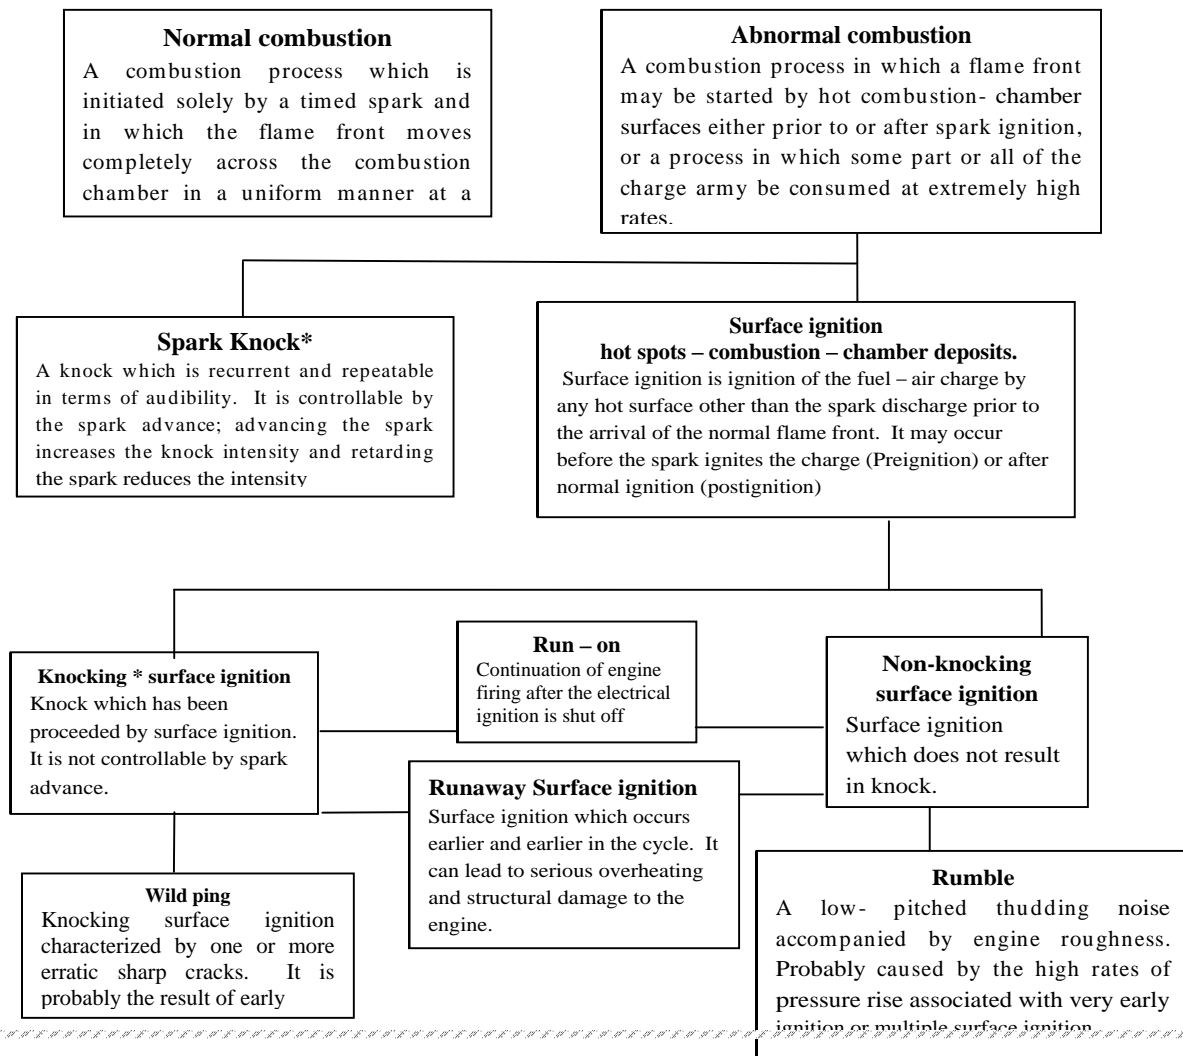 Normal combustion
A combustion process which is
initiated solely by a timed spark and
in which the flame front moves
completely across the combustion
chamber in a uniform manner at a
Abnormal combustion
A combustion process in which a flame front
may be started by hot combustion- chamber
surfaces either prior to or after spark ignition,
or a process in which some part or all of the
charge army be consumed at extremely high
rates.
Spark Knock*
A knock which is recurrent and repeatable
in terms of audibility. It is controllable by
the spark advance; advancing the spark
increases the knock intensity and retarding
the spark reduces the intensity
Surface ignition
hot spots – combustion – chamber deposits.
Surface ignition is ignition of the fuel – air charge by
any hot surface other than the spark discharge prior to
the arrival of the normal flame front. It may occur
before the spark ignites the charge (Preignition) or after
normal ignition (postignition)
Knocking * surface ignition
Knock which has been
proceeded by surface ignition.
It is not controllable by spark
advance.
Run – on
Continuation of engine
firing after the electrical
ignition is shut off
Non-knocking
surface ignition
Surface ignition
which does not result
in knock.
Runaway Surface ignition
Surface ignition which occurs
earlier and earlier in the cycle. It
can lead to serious overheating
and structural damage to the
engine.
Wild ping
Knocking surface ignition
characterized by one or more
erratic sharp cracks. It is
probably the result of early
Rumble
A low- pitched thudding noise
accompanied by engine roughness.
Probably caused by the high rates of
pressure rise associated with very early
ignition or multiple surface ignition